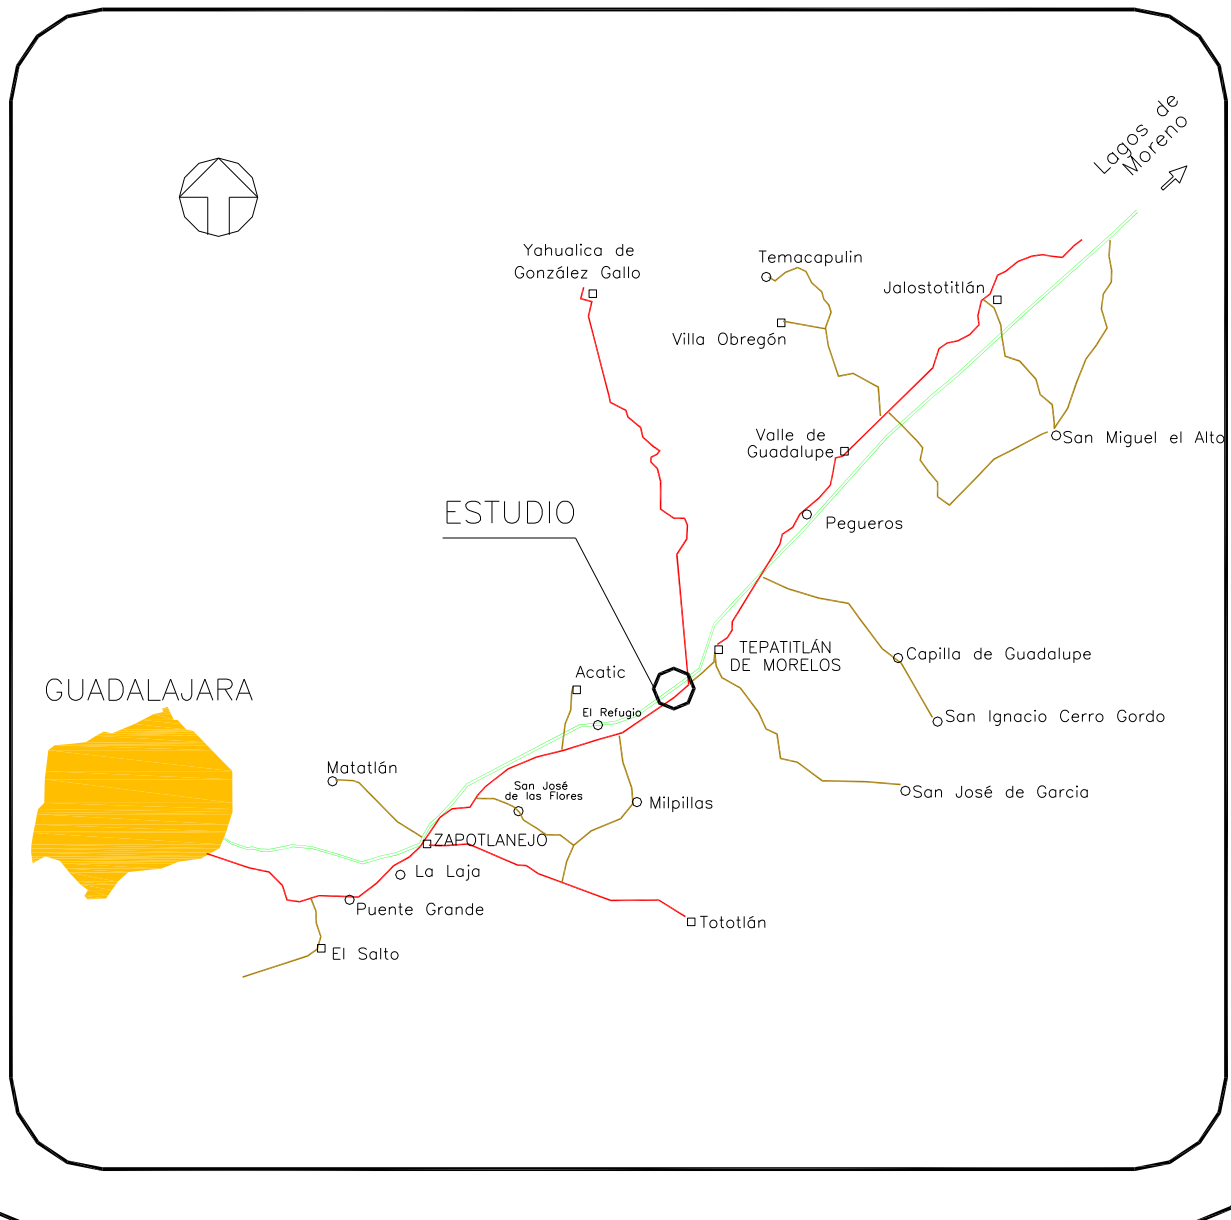 Lagos de
Moreno
Yahualica de
González Gallo
Temacapulin
Jalostotitlán
Villa Obregón
Valle de
Guadalupe
San Miguel el Alto
ESTUDIO
Pegueros
TEPATITLÁN
DE MORELOS
Capilla de Guadalupe
Acatic
GUADALAJARA
El Refugio
San Ignacio Cerro Gordo
Matatlán
San José
de las Flores
Milpillas
San José de Garcia
ZAPOTLANEJO
La Laja
Puente Grande
Tototlán
El Salto